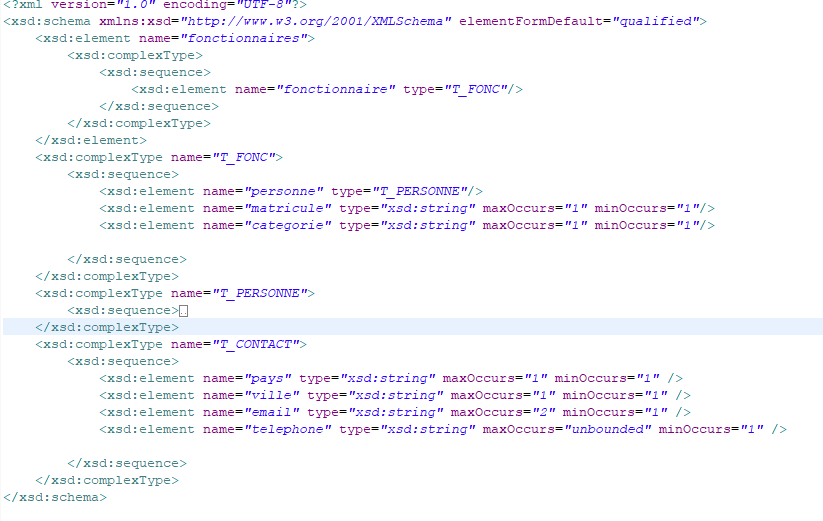 <?xml version="1.0" encoding="UTF-8"?>
<xsd:schema xmlns:xsd="http://www.w3.org/2001/XMLSchema" elementFormDefault="qualified">
    <xsd:element name="fonctionnaires">
        <xsd:complexType>
            <xsd:sequence>
                <xsd:element name="fonctionnaire" type="T_FONC"/>
            </xsd:sequence>
        </xsd:complexType>
    </xsd:element>
    <xsd:complexType name="T_FONC">
        <xsd:sequence>
            <xsd:element name="personne" type="T_PERSONNE"/>
            <xsd:element name="matricule" type="xsd:string" maxOccurs="1" minOccurs="1"/>
            <xsd:element name="categorie" type="xsd:string" maxOccurs="1" minOccurs="1"/>

        </xsd:sequence>
    </xsd:complexType>
    <xsd:complexType name="T_PERSONNE">
        <xsd:sequence>..
    </xsd:complexType>
    <xsd:complexType name="T_CONTACT">
        <xsd:sequence>
            <xsd:element name="pays" type="xsd:string" maxOccurs="1" minOccurs="1" />
            <xsd:element name="ville" type="xsd:string" maxOccurs="1" minOccurs="1" />
            <xsd:element name="email" type="xsd:string" maxOccurs="2" minOccurs="1" />
            <xsd:element name="telephone" type="xsd:string" maxOccurs="unbounded" minOccurs="1" />

        </xsd:sequence>
    </xsd:complexType>
</xsd:schema>